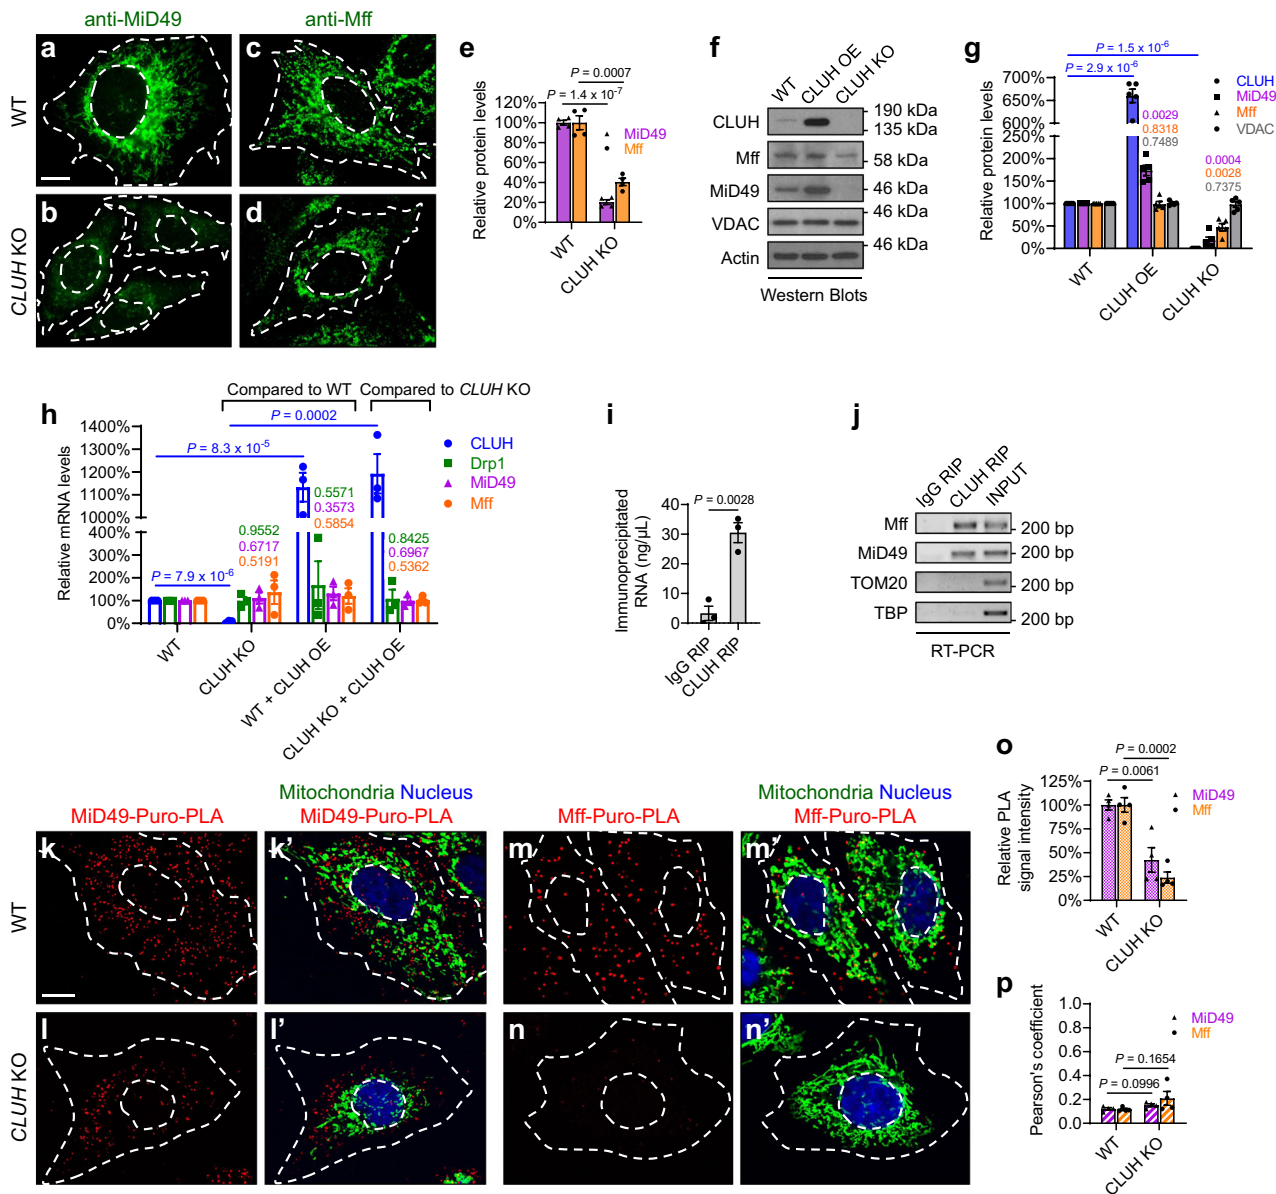 anti-MiD49
anti-Mff
a
c
WT
b
d
CLUH KO
e
P = 0.0007
P = 1.4 x 10-7
120%
100%
80%
60%
40%
20%
0%
Relative protein levels
MiD49
Mff
WT
CLUH KO
f
WT
CLUH OE
CLUH KO
CLUH
190 kDa
135 kDa
Mff
58 kDa
MiD49
46 kDa
VDAC
46 kDa
Actin
46 kDa
Western Blots
g
P = 1.5 x 10-6
P = 2.9 x 10-6
700%
650%
600%
250%
200%
150%
100%
50%
0%
Relative protein levels
0.0029
0.8318
0.7489
0.0004
0.0028
0.7375
CLUH
MiD49
Mff
VDAC
WT
CLUH OE
CLUH KO
h
Compared to WT
Compared to CLUH KO
P = 0.0002
P = 8.3 x 10-5
P = 7.9 x 10-6
1400%
1300%
1200%
1100%
1000%
400%
300%
200%
100%
0%
Relative mRNA levels
0.9552
0.6717
0.5191
0.5571
0.3573
0.5854
0.8425
0.6967
0.5362
CLUH
Drp1
MiD49
Mff
WT
CLUH KO
WT + CLUH OE
CLUH KO + CLUH OE
i
P = 0.0028
40
30
20
10
0
Immunoprecipitated
RNA (ng/µL)
IgG RIP
CLUH RIP
j
IgG RIP
CLUH RIP
INPUT
Mff
200 bp
MiD49
200 bp
TOM20
200 bp
TBP
200 bp
RT-PCR
Mitochondria Nucleus
Mitochondria Nucleus
MiD49-Puro-PLA
MiD49-Puro-PLA
Mff-Puro-PLA
Mff-Puro-PLA
k
k'
m
m'
WT
l
l'
n
n'
CLUH KO
o
P = 0.0002
P = 0.0061
125%
100%
75%
50%
25%
0%
Relative PLA
signal intensity
MiD49
Mff
WT
CLUH KO
p
1.0
0.8
0.6
0.4
0.2
0.0
Pearson's coefficient
MiD49
Mff
P = 0.1654
P = 0.0996
WT
CLUH KO